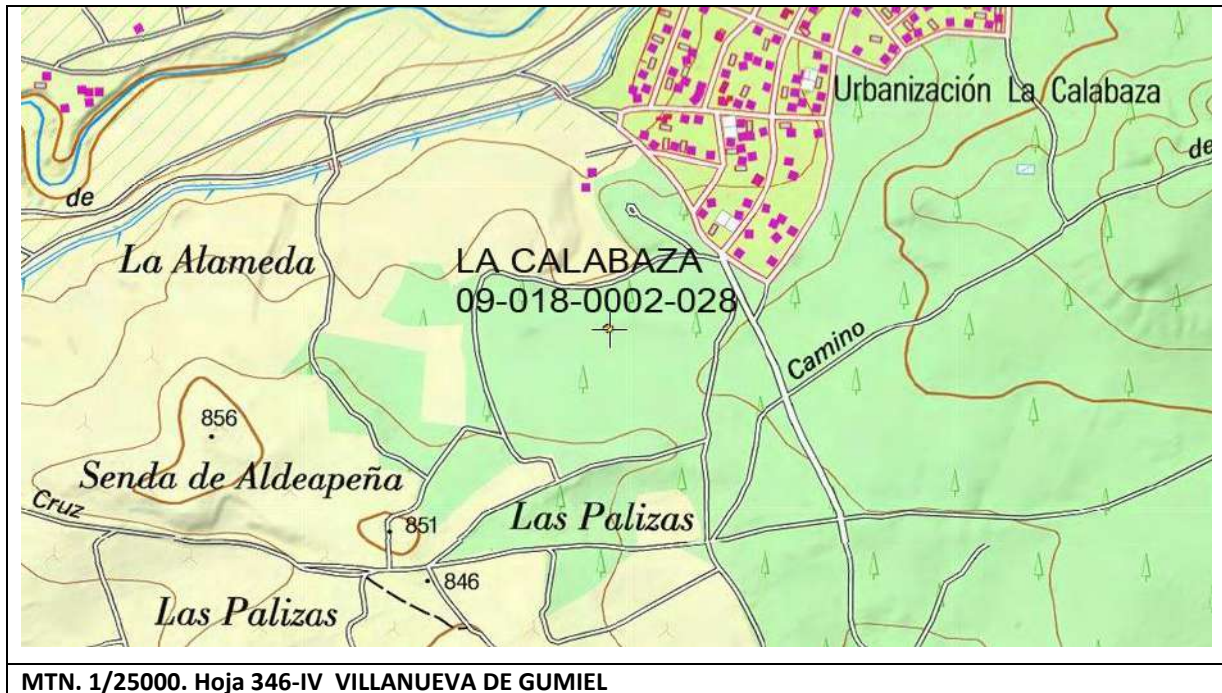 Urbanización La Calabaza
de
de
La Alameda
LA CALABAZA
09-018-0002-028
Camino
856
Senda de Aldeapeña
Cruz
851
Las Palizas
846
Las Palizas
MTN. 1/25000. Hoja 346-IV VILLANUEVA DE GUMIEL